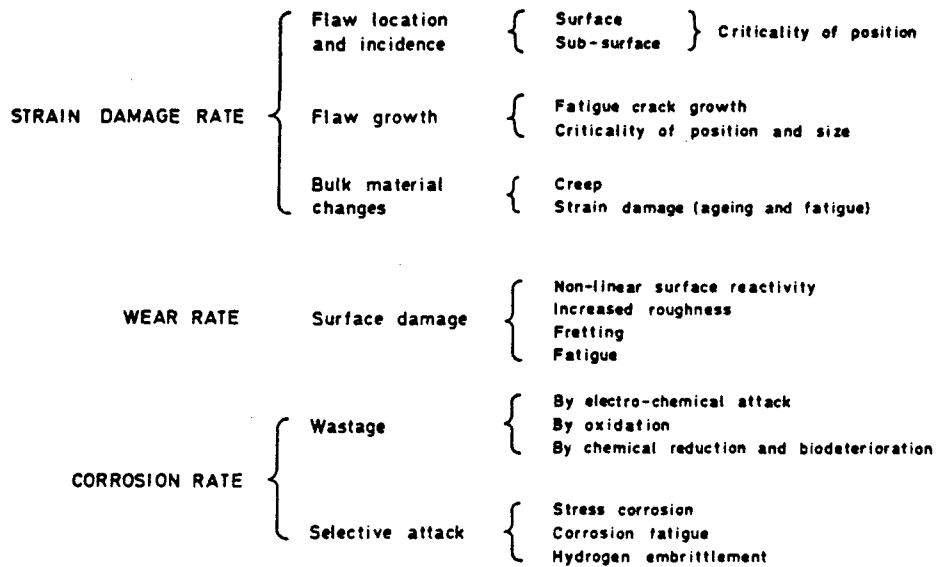 Flaw location
and incidence
Surface
Sub-surface
Criticality of position
STRAIN DAMAGE RATE
Flaw growth
Fatigue crack growth
Criticality of position and size
Bulk material
changes
Creep
Strain damage (ageing and fatigue)
WEAR RATE
Surface damage
Non-linear surface reactivity
Increased roughness
Fretting
Fatigue
CORROSION RATE
Wastage
By electro-chemical attack
By oxidation
By chemical reduction and biodeterioration
Selective attack
Stress corrosion
Corrosion fatigue
Hydrogen embrittlement